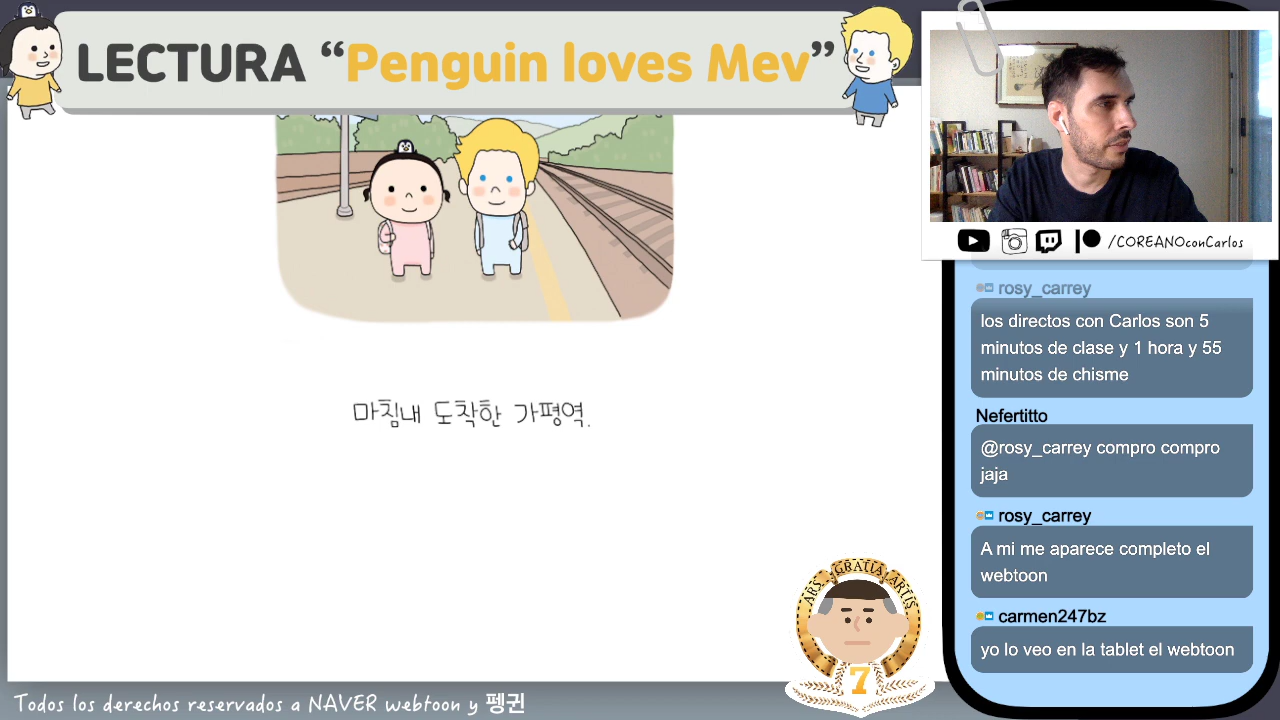 LECTURA “Penguin loves Mev”
마침내 도착한 가평역.
/COREANOconCarlos
rosy_carrey
los directos con Carlos son 5
minutos de clase y 1 hora y 55
minutos de chisme
Nefertitto
@rosy_carrey compro compro
jaja
rosy_carrey
A mi me aparece completo el
webtoon
carmen247bz
yo lo veo en la tablet el webtoon
ARS GRATIA ARTIS
7
Todos los derechos reservados a NAVER webtoon y 펭귄